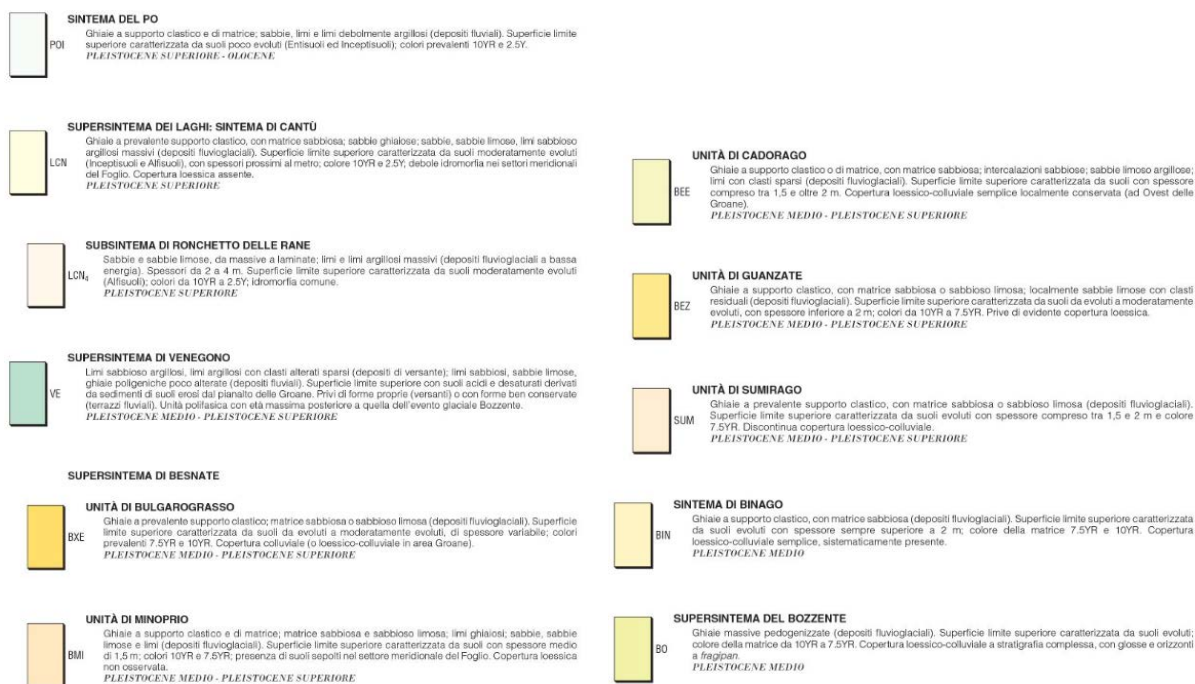 SINTEMA DEL PO
POI
Ghiaie a supporto clastico e di matrice; sabbie, limi e limi debolmente argillosi (depositi fluviali). Superficie limite
superiore caratterizzata da suoli poco evoluti (Entisuoli ed Inceptisuoli); colori prevalenti 10YR e 2.5Y.
PLEISTOCENE SUPERIORE - OLOCENE
SUPERSINTEMA DEI LAGHI: SINTEMA DI CANTÙ
LCN
Ghiaie a prevalente supporto clastico, con matrice sabbiosa; sabbie ghiaiose; sabbie, sabbie limose, limi sabbioso
argillosi massivi (depositi fluvioglaciali). Superficie limite superiore caratterizzata da suoli moderatamente evoluti
(Inceptisuoli e Alfisuoli), con spessori prossimi al metro; colore 10YR e 2.5Y; debole idromorfia nei settori meridionali
del Foglio. Copertura loessica assente.
PLEISTOCENE SUPERIORE
SUBSINTEMA DI RONCHETTO DELLE RANE
LCN4
Sabbie e sabbie limose, da massive a laminate; limi e limi argillosi massivi (depositi fluvioglaciali a bassa
energia). Spessori da 2 a 4 m. Superficie limite superiore caratterizzata da suoli moderatamente evoluti
(Alfisuoli); colori da 10YR a 2.5Y; idromorfia comune.
PLEISTOCENE SUPERIORE
SUPERSINTEMA DI VENEGONO
VE
Limi sabbioso argillosi, limi argillosi con clasti alterati sparsi (depositi di versante); limi sabbiosi, sabbie limose,
ghiaie poligeniche poco alterate (depositi fluviali). Superficie limite superiore con suoli acidi e desaturati derivati
da sedimenti di suoli erosi dal pianalto delle Groane. Privi di forme proprie (versanti) o con forme ben conservate
(terrazzi fluviali). Unità polifasica con età massima posteriore a quella dell'evento glaciale Bozzente.
PLEISTOCENE MEDIO - PLEISTOCENE SUPERIORE
SUPERSINTEMA DI BESNATE
UNITÀ DI BULGAROGRASSO
BXE
Ghiaie a prevalente supporto clastico; matrice sabbiosa o sabbioso limosa (depositi fluvioglaciali). Superficie
limite superiore caratterizzata da suoli da evoluti a moderatamente evoluti, di spessore variabile; colori
prevalenti 7.5YR e 10YR. Copertura colluviale (o loessico-colluviale in area Groane).
PLEISTOCENE MEDIO - PLEISTOCENE SUPERIORE
UNITÀ DI MINOPRIO
BMI
Ghiaie a supporto clastico e di matrice; matrice sabbiosa e sabbioso limosa; limi ghiaiosi; sabbie, sabbie
limose e limi (depositi fluvioglaciali). Superficie limite superiore caratterizzata da suoli con spessore medio
di 1,5 m; colori 10YR e 7.5YR; presenza di suoli sepolti nel settore meridionale del Foglio. Copertura loessica
non osservata.
PLEISTOCENE MEDIO - PLEISTOCENE SUPERIORE
UNITÀ DI CADORAGO
BEE
Ghiaie a supporto clastico o di matrice, con matrice sabbiosa; intercalazioni sabbiose; sabbie limoso argillose;
limi con clasti sparsi (depositi fluvioglaciali). Superficie limite superiore caratterizzata da suoli con spessore
compreso tra 1,5 e oltre 2 m. Copertura loessico-colluviale semplice localmente conservata (ad Ovest delle
Groane).
PLEISTOCENE MEDIO - PLEISTOCENE SUPERIORE
UNITÀ DI GUANZATE
BEZ
Ghiaie a supporto clastico, con matrice sabbiosa o sabbioso limosa; localmente sabbie limose con clasti
residuali (depositi fluvioglaciali). Superficie limite superiore caratterizzata da suoli da evoluti a moderatamente
evoluti, con spessore inferiore a 2 m; colori da 10YR a 7.5YR. Prive di evidente copertura loessica.
PLEISTOCENE MEDIO - PLEISTOCENE SUPERIORE
UNITÀ DI SUMIRAGO
SUM
Ghiaie a prevalente supporto clastico, con matrice sabbiosa o sabbioso limosa (depositi fluvioglaciali).
Superficie limite superiore caratterizzata da suoli evoluti con spessore compreso tra 1,5 e 2 m e colore
7.5YR. Discontinua copertura loessico-colluviale.
PLEISTOCENE MEDIO - PLEISTOCENE SUPERIORE
SINTEMA DI BINAGO
BIN
Ghiaie a supporto clastico, con matrice sabbiosa (depositi fluvioglaciali). Superficie limite superiore caratterizzata
da suoli evoluti con spessore sempre superiore a 2 m; colore della matrice 7.5YR e 10YR. Copertura
loessico-colluviale semplice, sistematicamente presente.
PLEISTOCENE MEDIO
SUPERSINTEMA DEL BOZZENTE
BO
Ghiaie massive pedogenizzate (depositi fluvioglaciali). Superficie limite superiore caratterizzata da suoli evoluti;
colore della matrice da 10YR a 7.5YR. Copertura loessico-colluviale a stratigrafia complessa, con glosse e orizzonti
a fragipan.
PLEISTOCENE MEDIO